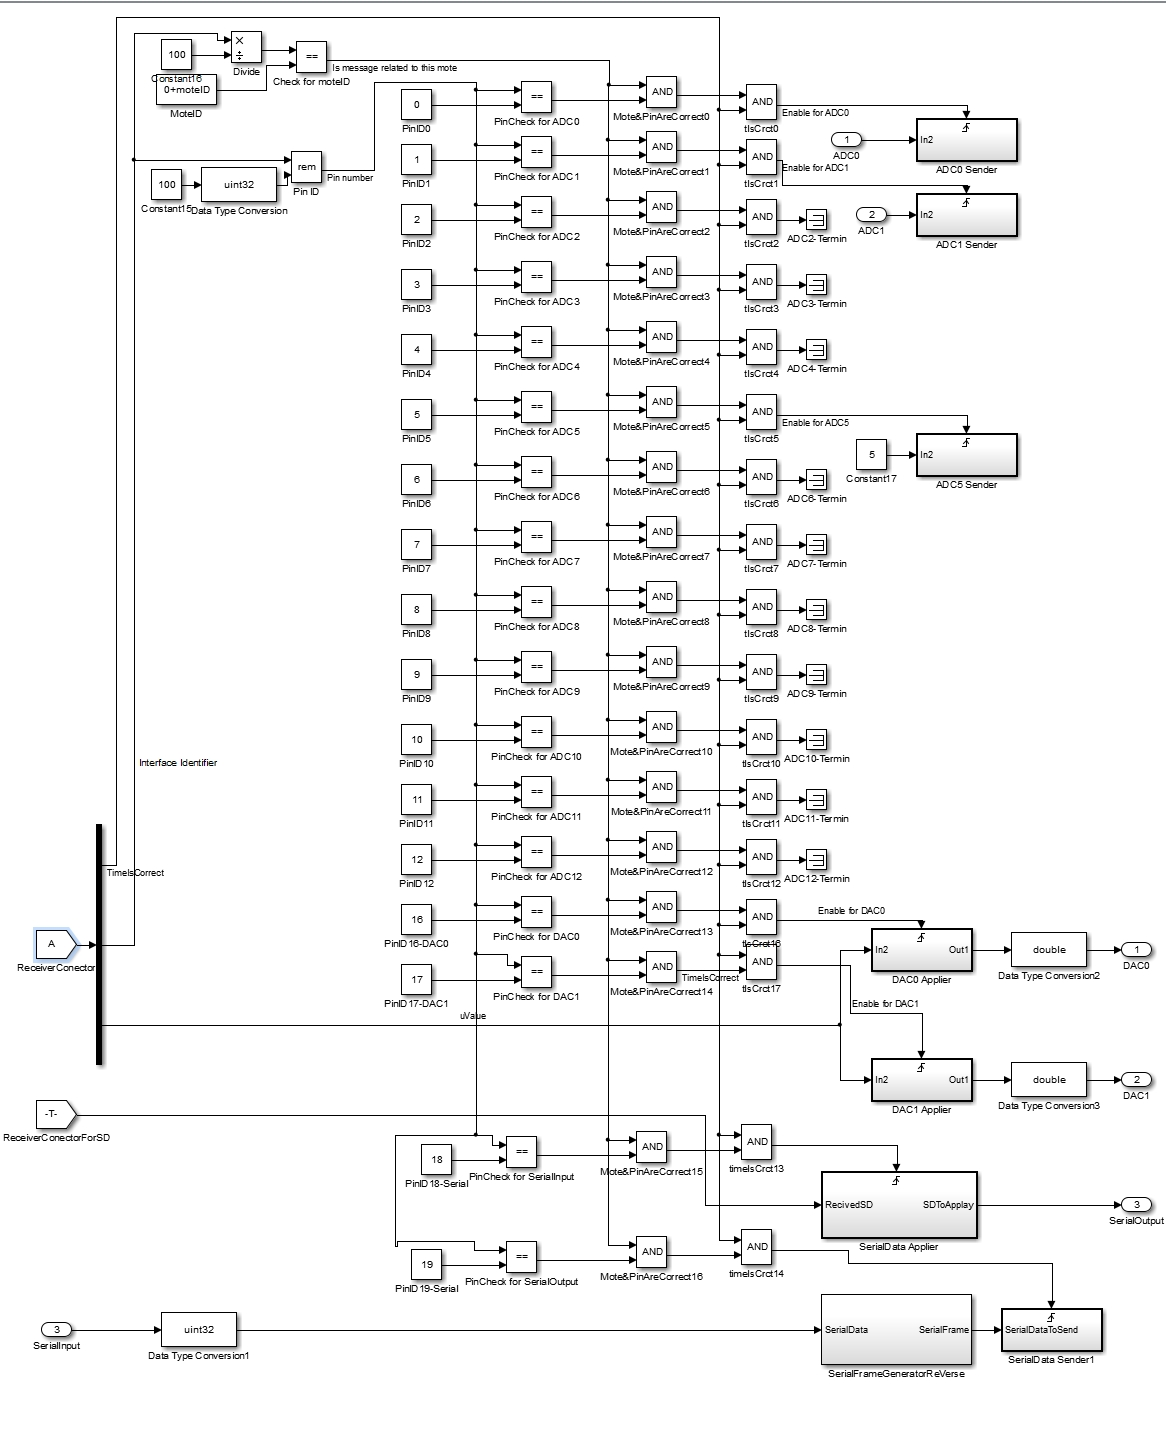 100
Constant16
×
÷
Divide
==
Check for moteID
Is message related to this mote
0+moteID
MoteID
100
Constant15
uint32
Data Type Conversion
rem
Pin ID
Pin number
0
PinID0
==
PinCheck for ADC0
AND
Mote&PinAreCorrect0
AND
tIsCrct0
Enable for ADC0
1
ADC0
In2
ADC0 Sender
1
PinID1
==
PinCheck for ADC1
AND
Mote&PinAreCorrect1
AND
tIsCrct1
Enable for ADC1
2
ADC1
In2
ADC1 Sender
2
PinID2
==
PinCheck for ADC2
AND
Mote&PinAreCorrect2
AND
tIsCrct2
ADC2-Termin
3
PinID3
==
PinCheck for ADC3
AND
Mote&PinAreCorrect3
AND
tIsCrct3
ADC3-Termin
4
PinID4
==
PinCheck for ADC4
AND
Mote&PinAreCorrect4
AND
tIsCrct4
ADC4-Termin
5
PinID5
==
PinCheck for ADC5
AND
Mote&PinAreCorrect5
AND
tIsCrct5
Enable for ADC5
5
Constant17
In2
ADC5 Sender
6
PinID6
==
PinCheck for ADC6
AND
Mote&PinAreCorrect6
AND
tIsCrct6
ADC6-Termin
7
PinID7
==
PinCheck for ADC7
AND
Mote&PinAreCorrect7
AND
tIsCrct7
ADC7-Termin
8
PinID8
==
PinCheck for ADC8
AND
Mote&PinAreCorrect8
AND
tIsCrct8
ADC8-Termin
9
PinID9
==
PinCheck for ADC9
AND
Mote&PinAreCorrect9
AND
tIsCrct9
ADC9-Termin
10
PinID10
==
PinCheck for ADC10
AND
Mote&PinAreCorrect10
AND
tIsCrct10
ADC10-Termin
Interface Identifier
11
PinID11
==
PinCheck for ADC11
AND
Mote&PinAreCorrect11
AND
tIsCrct11
ADC11-Termin
12
PinID12
==
PinCheck for ADC12
AND
Mote&PinAreCorrect12
AND
tIsCrct12
ADC12-Termin
TimeIsCorrect
A
ReceiverConector
16
PinID16-DAC0
==
PinCheck for DAC0
AND
Mote&PinAreCorrect13
AND
tIsCrct16
Enable for DAC0
In2
Out1
DAC0 Applier
double
Data Type Conversion2
1
DAC0
17
PinID17-DAC1
==
PinCheck for DAC1
AND
Mote&PinAreCorrect14
TimeIsCorrect
AND
tIsCrct17
Enable for DAC1
uValue
In2
Out1
DAC1 Applier
double
Data Type Conversion3
2
DAC1
-T-
ReceiverConectorForSD
18
PinID18-Serial
==
PinCheck for SerialInput
AND
Mote&PinAreCorrect15
AND
timeIsCrct13
RecivedSD
SDToApplay
SerialData Applier
3
SerialOutput
19
PinID19-Serial
==
PinCheck for SerialOutput
AND
Mote&PinAreCorrect16
AND
timeIsCrct14
3
SerialInput
uint32
Data Type Conversion1
SerialData
SerialFrame
SerialFrameGeneratorReVerse
SerialDataToSend
SerialData Sender1